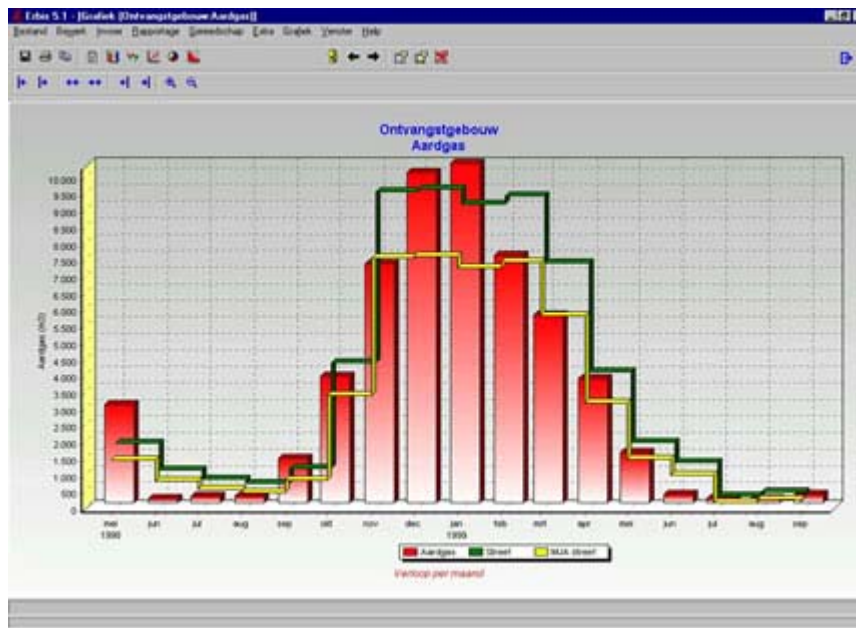 Erbis 5.1 - [Grafiek [Ontvangstgebouw Aardgas]]
Bestand Bewerk Invoer Rapportage Gereedschap Extra Grafiek Venster Help
Ontvangstgebouw
Aardgas
10.000
9.500
9.000
8.500
8.000
7.500
7.000
6.500
6.000
5.500
5.000
4.500
4.000
3.500
3.000
2.500
2.000
1.500
1.000
500
0
Aardgas (m3)
mei jun jul aug sep okt nov dec jan feb mrt apr mei jun jul aug sep
1998 1999
Aardgas Streef MJA streef
Verloop per maand